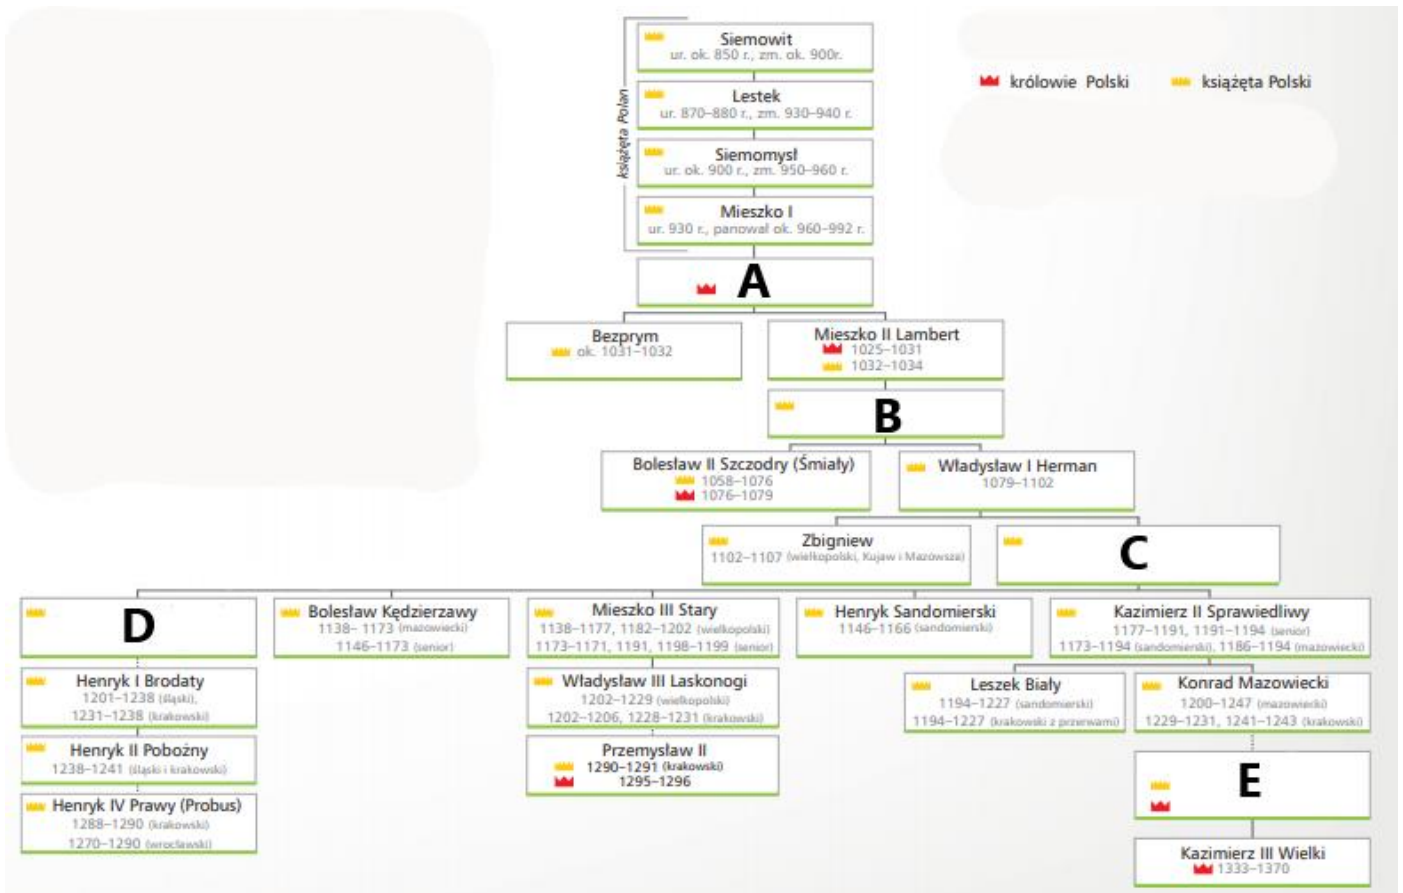 Siemowit
ur. ok. 850 r., zm. ok. 900r.
królowie Polski
książęta Polski
Lestek
ur. 870–880 r., zm. 930–940 r.
książęta Polan
Siemomysł
ur. ok. 900 r., zm. 950–960 r.
Mieszko I
ur. 930 r., panował ok. 960–992 r.
A
Bezprym
ok. 1031–1032
Mieszko II Lambert
1025–1031
1032–1034
B
Bolesław II Szczodry (Śmiały)
1058–1076
1076–1079
Władysław I Herman
1079–1102
Zbigniew
1102–1107 (wielkopolski, Kujaw i Mazowsza)
C
D
Bolesław Kędzierzawy
1138– 1173 (mazowiecki)
1146–1173 (senior)
Mieszko III Stary
1138–1177, 1182–1202 (wielkopolski)
1173–1171, 1191, 1198–1199 (senior)
Henryk Sandomierski
1146–1166 (sandomierski)
Kazimierz II Sprawiedliwy
1177–1191, 1191–1194 (senior)
1173–1194 (sandomierski), 1186–1194 (mazowiecki)
Henryk I Brodaty
1201–1238 (śląski),
1231–1238 (krakowski)
Władysław III Laskonogi
1202–1229 (wielkopolski)
1202–1206, 1228–1231 (krakowski)
Leszek Biały
1194–1227 (sandomierski)
1194–1227 (krakowski z przerwami)
Konrad Mazowiecki
1200–1247 (mazowiecki)
1229–1231, 1241–1243 (krakowski)
Henryk II Pobożny
1238–1241 (śląski i krakowski)
Przemysław II
1290–1291 (krakowski)
1295–1296
E
Henryk IV Prawy (Probus)
1288–1290 (krakowski)
1270–1290 (wrocławski)
Kazimierz III Wielki
1333–1370